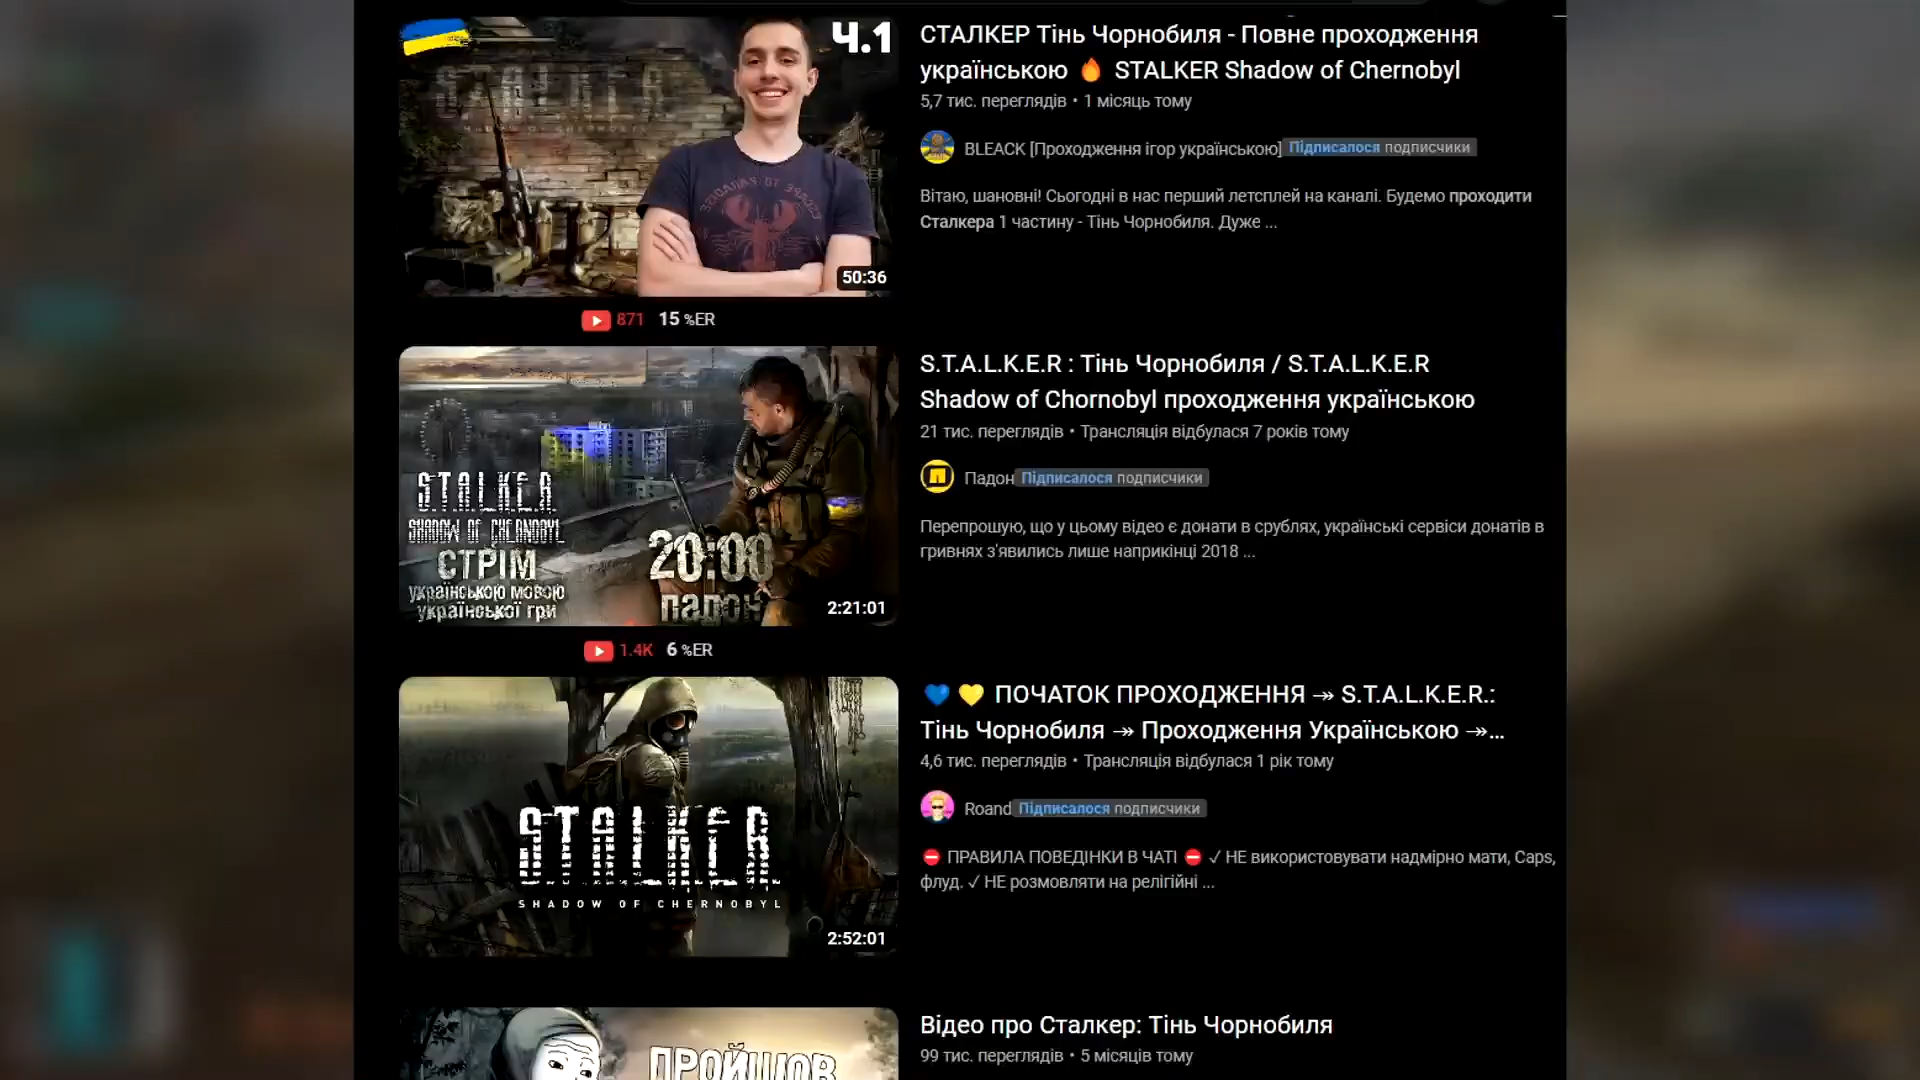 Ч.1
S.T.A.L.K.E.R
50:36
СТАЛКЕР Тінь Чорнобиля - Повне проходження
українською 🔥 STALKER Shadow of Chernobyl
5,7 тис. переглядів • 1 місяць тому
BLEACK [Проходження ігор українською] Підписалося подписчики
Вітаю, шановні! Сьогодні в нас перший летсплей на каналі. Будемо проходити
Сталкера 1 частину - Тінь Чорнобиля. Дуже ...
871 15 %ER
S.T.A.L.K.E.R.
SHADOW OF CHERNOBYL
СТРІМ
українською мовою
української гри
20:00
падон
2:21:01
S.T.A.L.K.E.R : Тінь Чорнобиля / S.T.A.L.K.E.R
Shadow of Chornobyl проходження українською
21 тис. переглядів • Трансляція відбулася 7 років тому
Падон Підписалося подписчики
Перепрошую, що у цьому відео є донати в срублях, українські сервіси донатів в
гривнях з'явились лише наприкінці 2018 ...
1.4K 6 %ER
S.T.A.L.K.E.R.
SHADOW OF CHERNOBYL
2:52:01
💙 💛 ПОЧАТОК ПРОХОДЖЕННЯ ↠ S.T.A.L.K.E.R.:
Тінь Чорнобиля ↠ Проходження Українською ↠...
4,6 тис. переглядів • Трансляція відбулася 1 рік тому
Roand Підписалося подписчики
⛔ ПРАВИЛА ПОВЕДІНКИ В ЧАТІ ⛔ ✓ НЕ використовувати надмірно мати, Caps,
флуд. ✓ НЕ розмовляти на релігійні ...
ПРОЙШОВ
Відео про Сталкер: Тінь Чорнобиля
99 тис. переглядів • 5 місяців тому